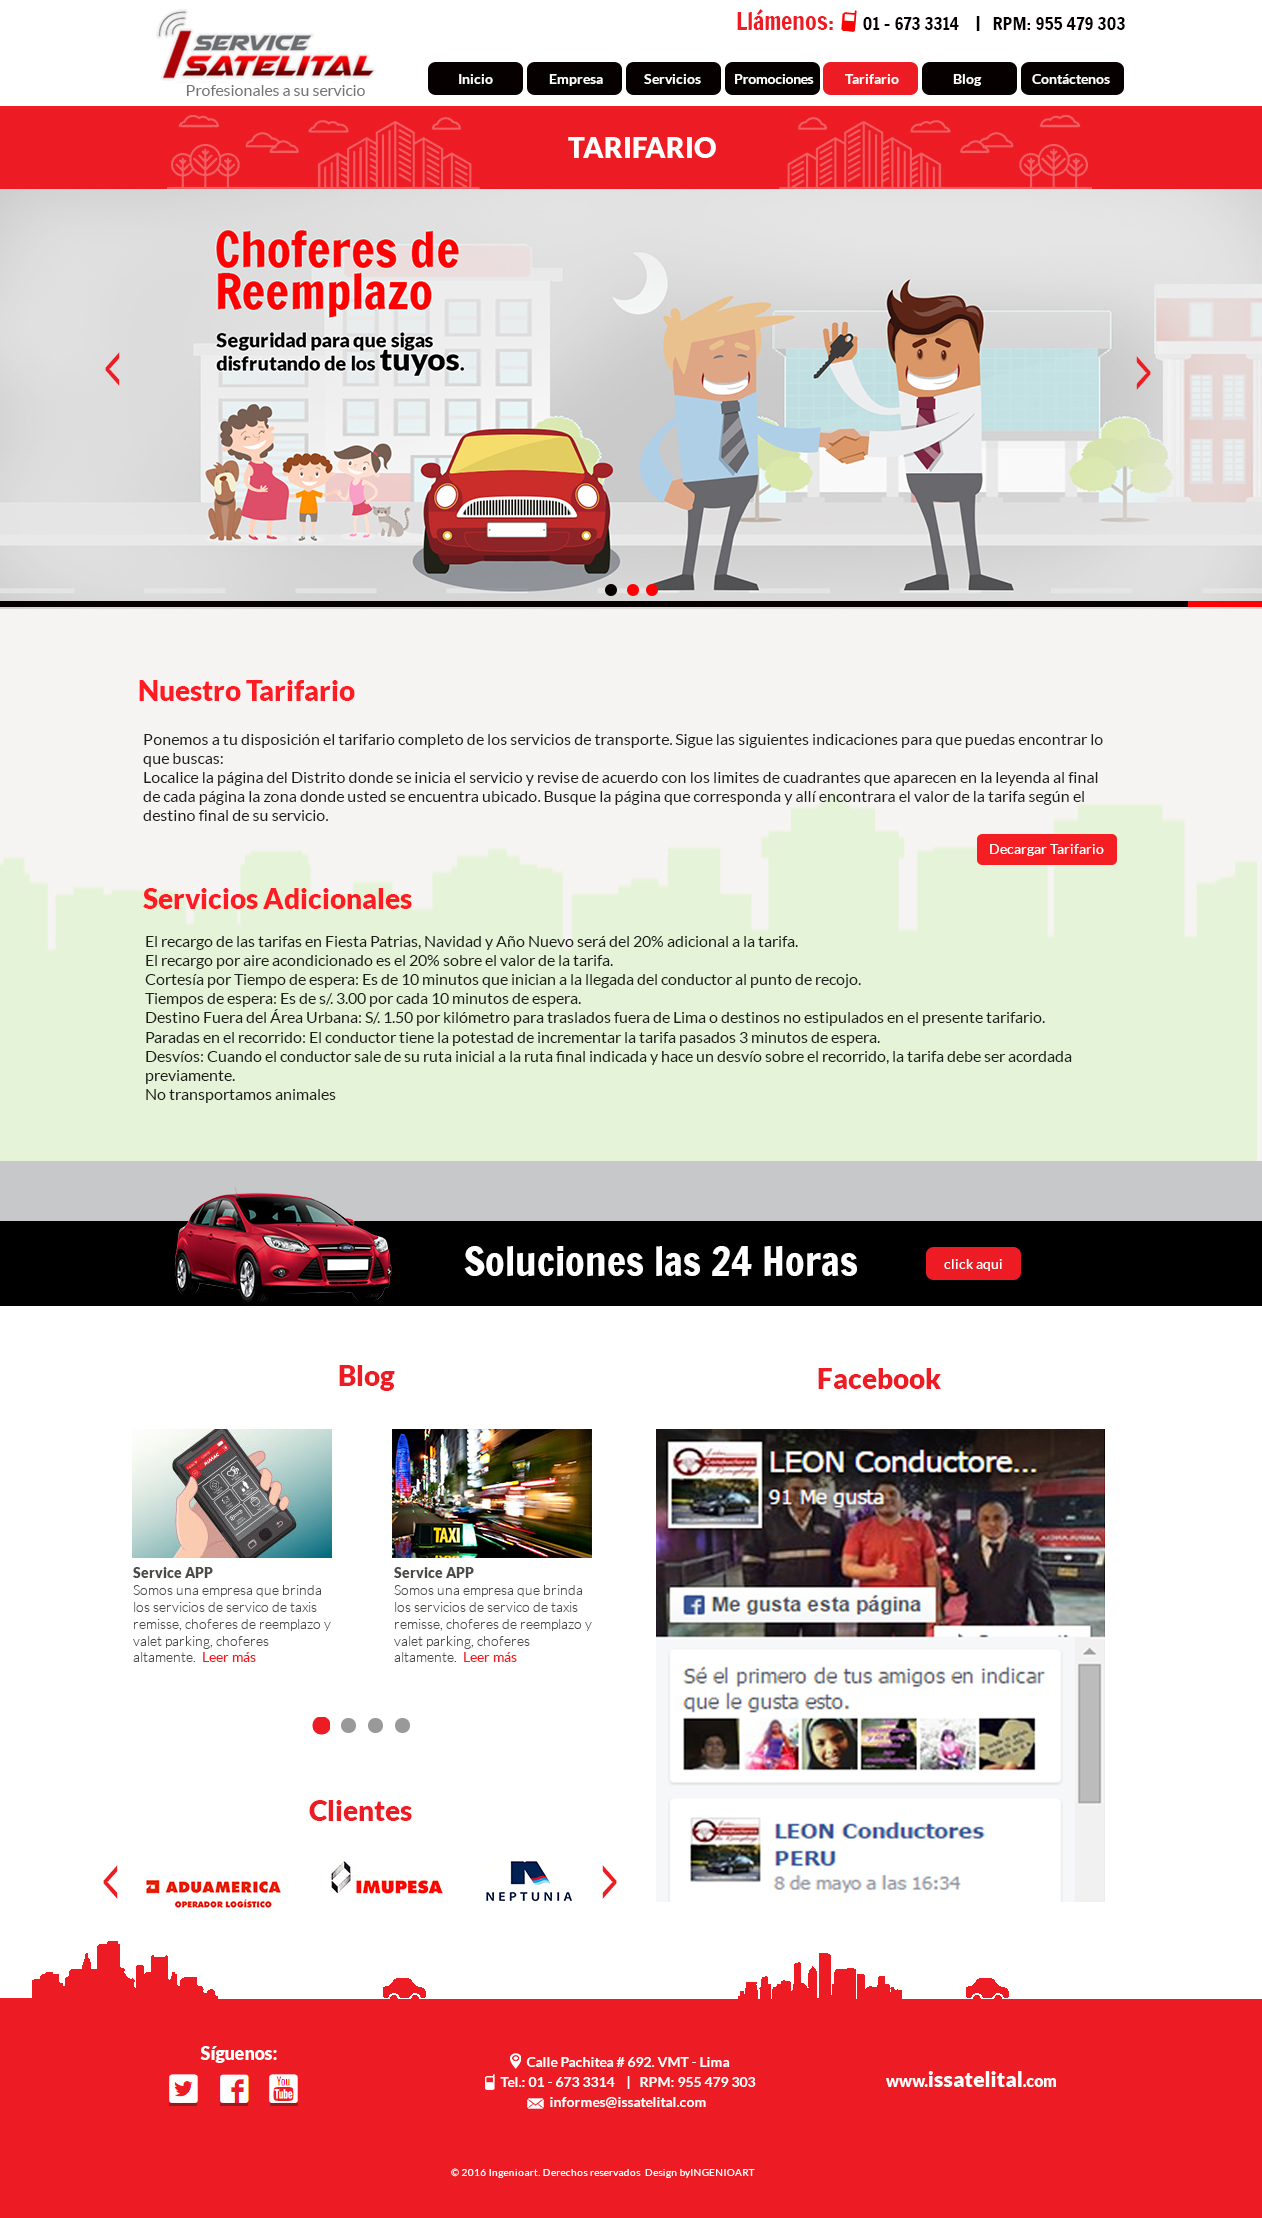 Llámenos: 01 - 673 3314 | RPM: 955 479 303
SERVICE
SATELITAL
Profesionales a su servicio
Inicio Empresa Servicios Promociones Tarifario Blog Contáctenos
TARIFARIO
Choferes de
Reemplazo
Seguridad para que sigas
disfrutando de los tuyos.
Nuestro Tarifario
Ponemos a tu disposición el tarifario completo de los servicios de transporte. Sigue las siguientes indicaciones para que puedas encontrar lo
que buscas:
Localice la página del Distrito donde se inicia el servicio y revise de acuerdo con los limites de cuadrantes que aparecen en la leyenda al final
de cada página la zona donde usted se encuentra ubicado. Busque la página que corresponda y allí encontrara el valor de la tarifa según el
destino final de su servicio.
Decargar Tarifario
Servicios Adicionales
El recargo de las tarifas en Fiesta Patrias, Navidad y Año Nuevo será del 20% adicional a la tarifa.
El recargo por aire acondicionado es el 20% sobre el valor de la tarifa.
Cortesía por Tiempo de espera: Es de 10 minutos que inician a la llegada del conductor al punto de recojo.
Tiempos de espera: Es de s/. 3.00 por cada 10 minutos de espera.
Destino Fuera del Área Urbana: S/. 1.50 por kilómetro para traslados fuera de Lima o destinos no estipulados en el presente tarifario.
Paradas en el recorrido: El conductor tiene la potestad de incrementar la tarifa pasados 3 minutos de espera.
Desvíos: Cuando el conductor sale de su ruta inicial a la ruta final indicada y hace un desvío sobre el recorrido, la tarifa debe ser acordada
previamente.
No transportamos animales
Soluciones las 24 Horas
click aqui
Blog
TAXI
Service APP
Somos una empresa que brinda
los servicios de servico de taxis
remisse, choferes de reemplazo y
valet parking, choferes
altamente. Leer más
Service APP
Somos una empresa que brinda
los servicios de servico de taxis
remisse, choferes de reemplazo y
valet parking, choferes
altamente. Leer más
Facebook
LEON Conductore...
91 Me gusta
Me gusta esta página
Sé el primero de tus amigos en indicar
que le gusta esto.
LEON Conductores
PERU
8 de mayo a las 16:34
Clientes
ADUAMERICA
OPERADOR LOGÍSTICO
IMUPESA
NEPTUNIA
Síguenos:
You
Tube
Calle Pachitea # 692. VMT - Lima
Tel.: 01 - 673 3314 | RPM: 955 479 303
informes@issatelital.com
www.issatelital.com
© 2016 Ingenioart. Derechos reservados Design byINGENIOART